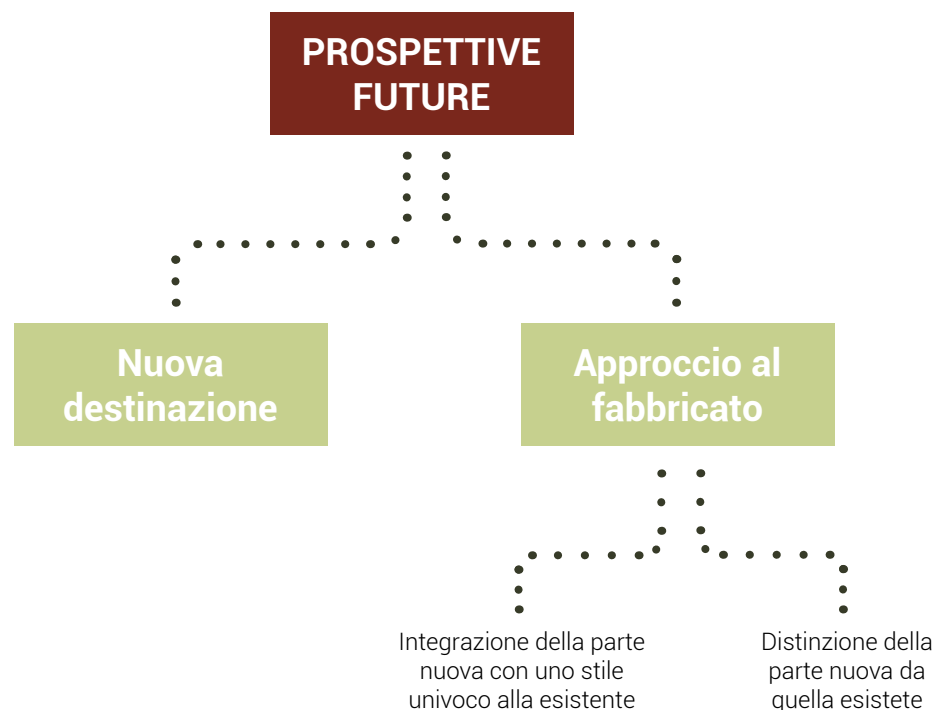 PROSPETTIVE
FUTURE
Nuova
destinazione
Approccio al
fabbricato
Integrazione della parte
nuova con uno stile
univoco alla esistente
Distinzione della
parte nuova da
quella esistete